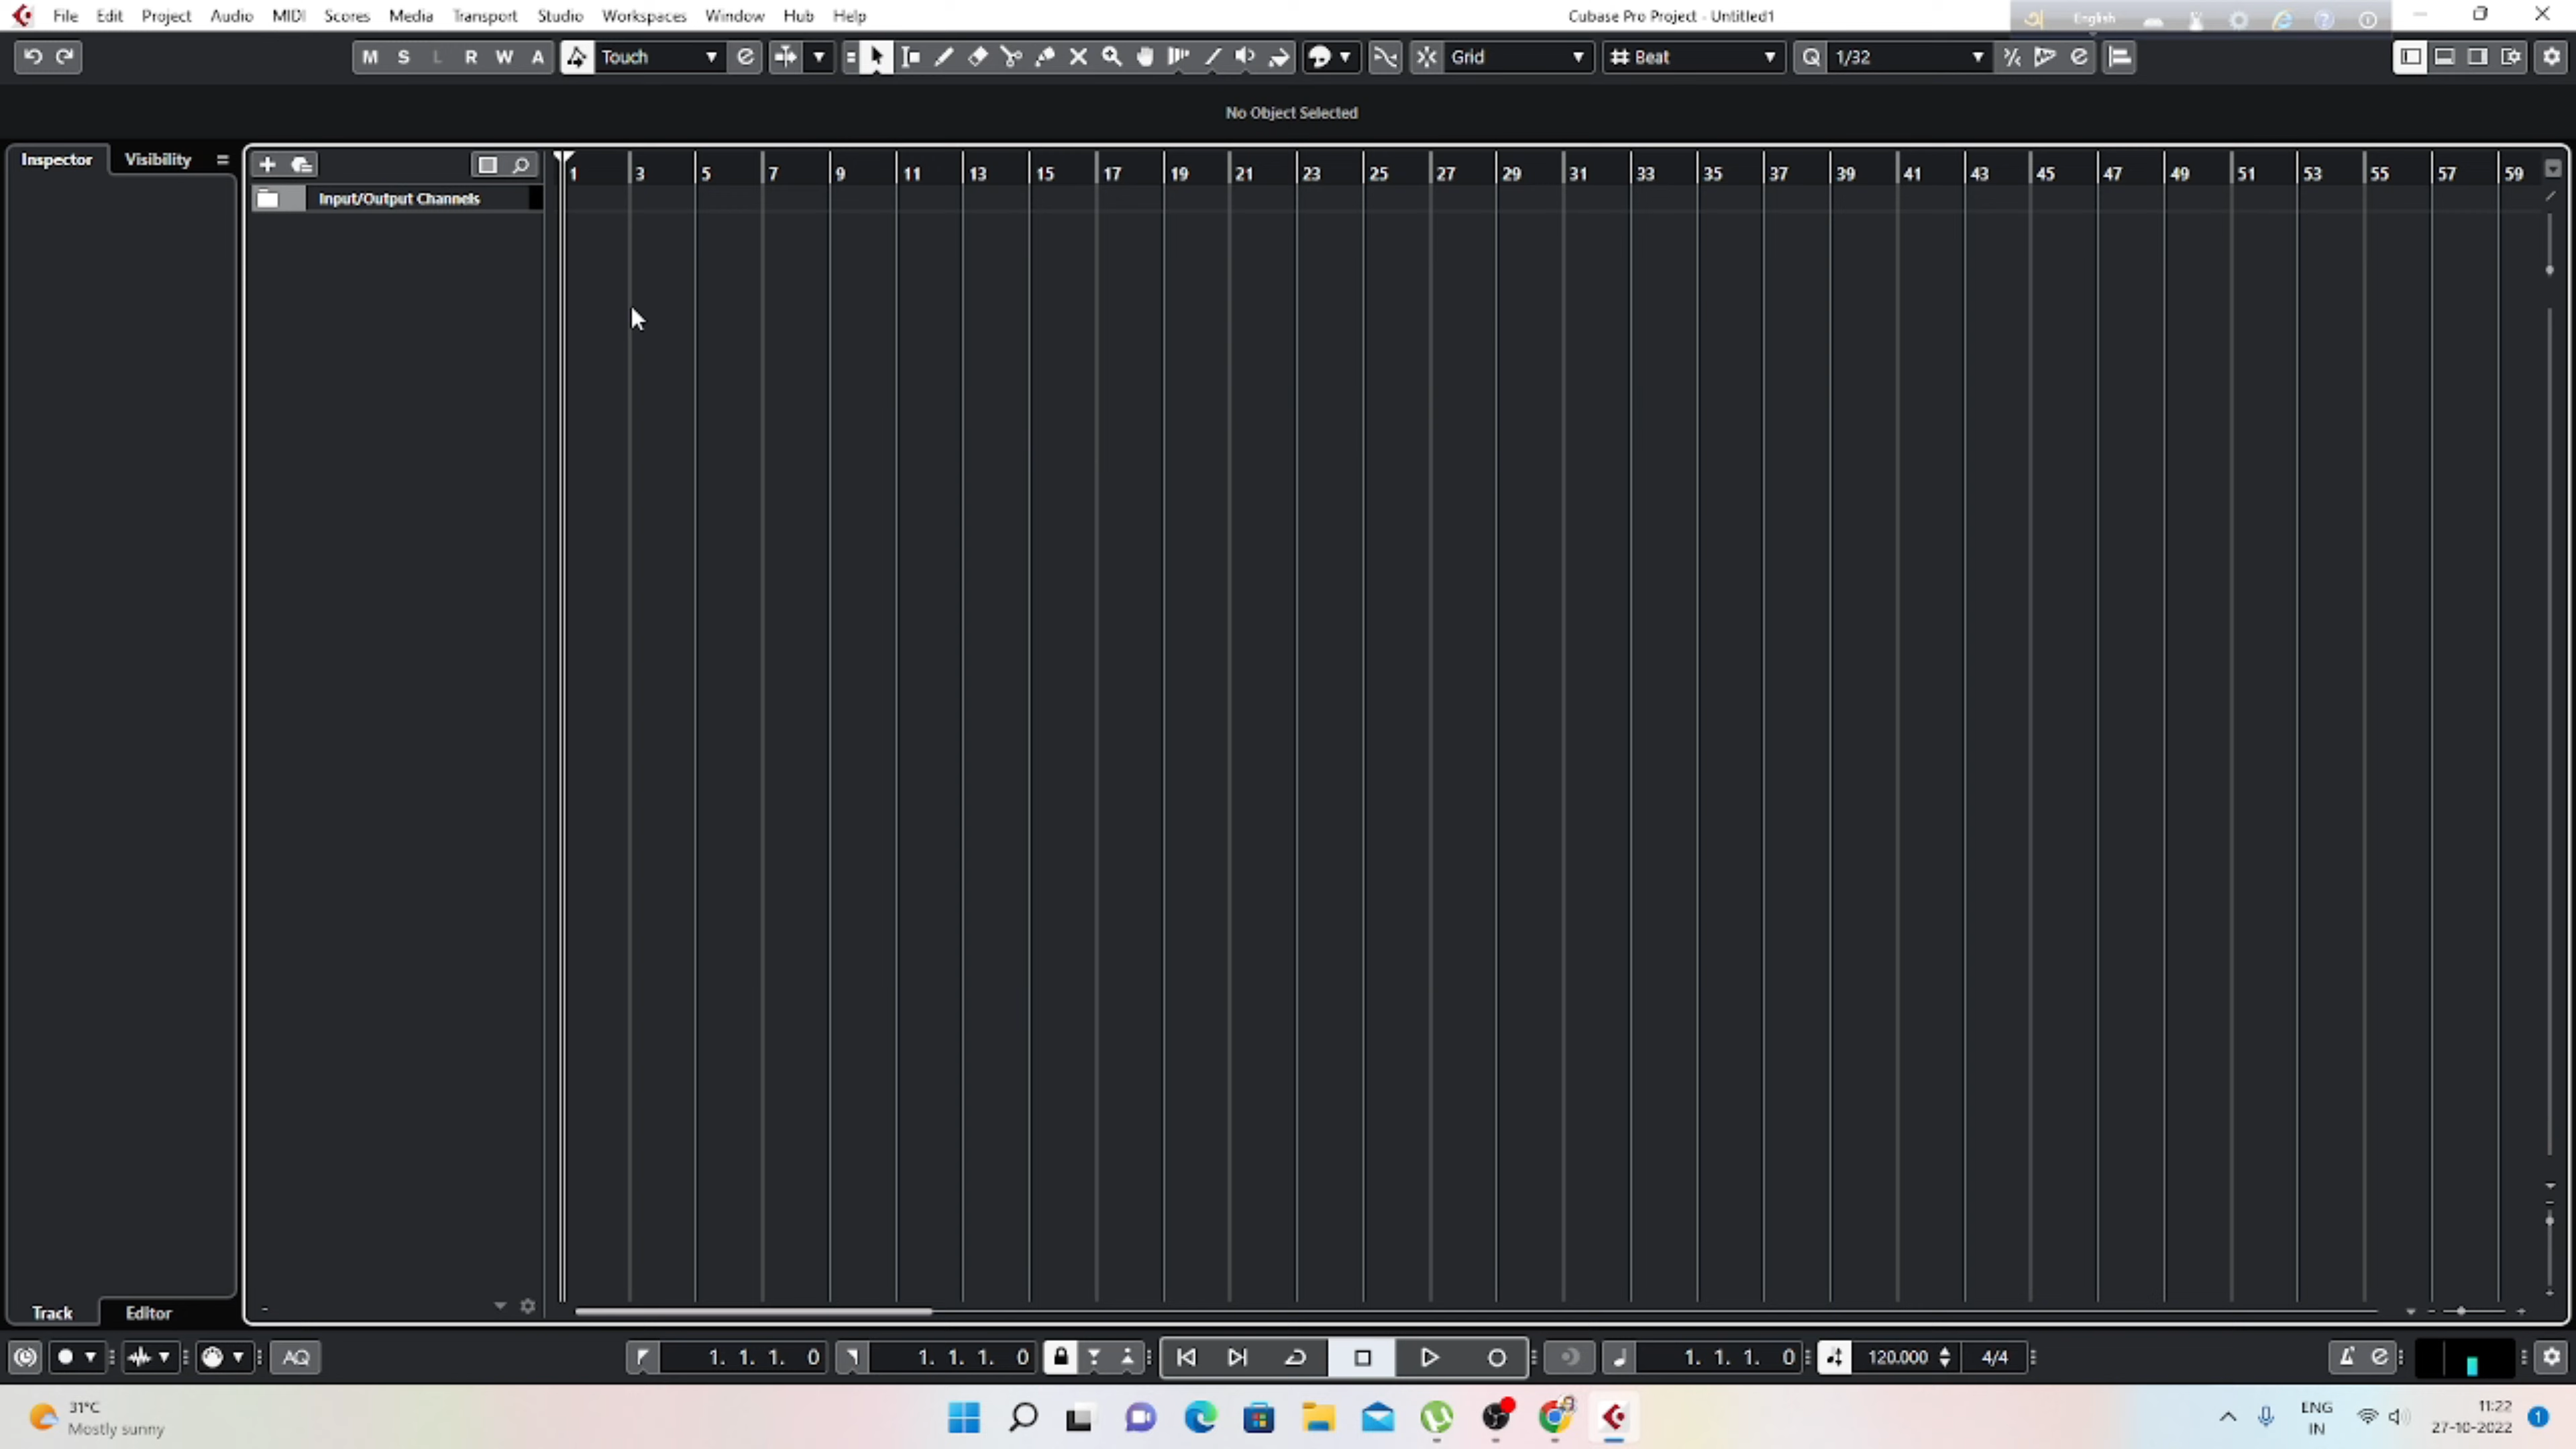 File Edit Project Audio MIDI Scores Media Transport Studio Workspaces Window Hub Help Cubase Pro Project - Untitled1 English
M S L R W A Touch Grid Beat Q 1/32
No Object Selected
Inspector Visibility
1 3 5 7 9 11 13 15 17 19 21 23 25 27 29 31 33 35 37 39 41 43 45 47 49 51 53 55 57 59
Input/Output Channels
Track Editor
AQ 1. 1. 1. 0 1. 1. 1. 0 1. 1. 1. 0 120.000 4/4
31°C
Mostly sunny
ENG
IN
11:22
27-10-2022
1